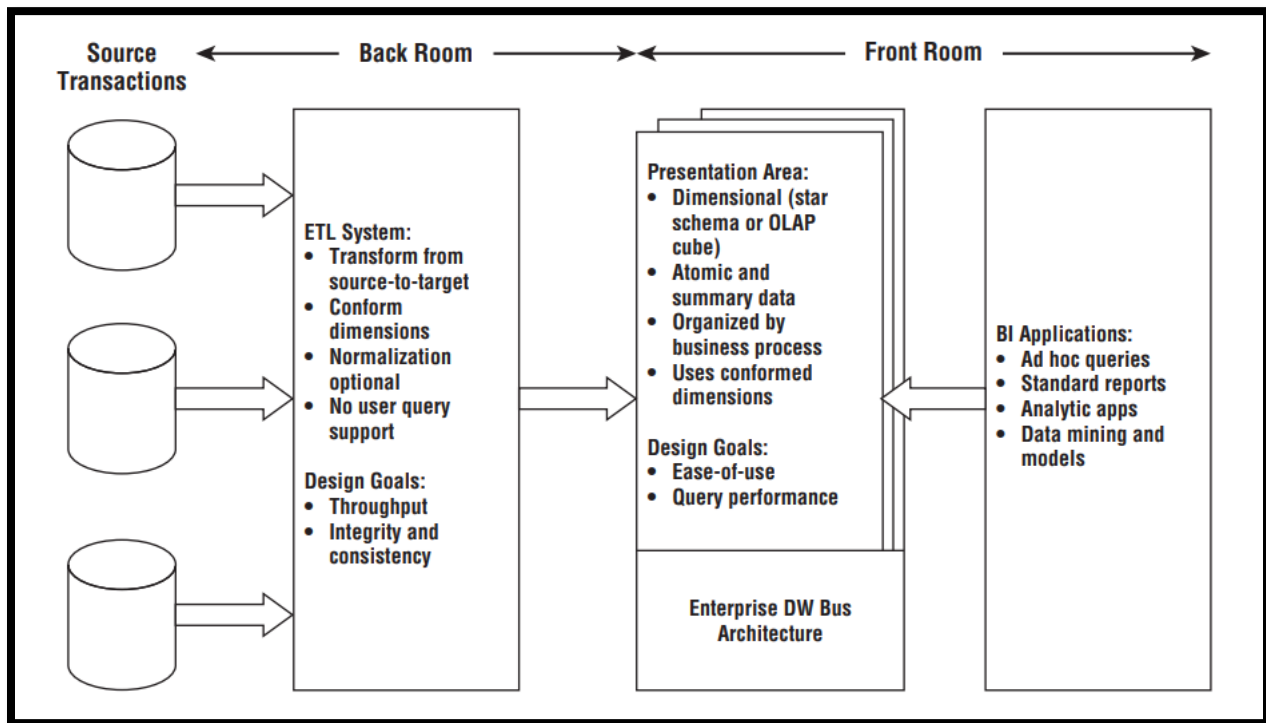 Source
Transactions
Back Room
Front Room
ETL System:
• Transform from
source-to-target
• Conform
dimensions
• Normalization
optional
• No user query
support
Design Goals:
• Throughput
• Integrity and
consistency
Presentation Area:
• Dimensional (star
schema or OLAP
cube)
• Atomic and
summary data
• Organized by
business process
• Uses conformed
dimensions
Design Goals:
• Ease-of-use
• Query performance
Enterprise DW Bus
Architecture
BI Applications:
• Ad hoc queries
• Standard reports
• Analytic apps
• Data mining and
models